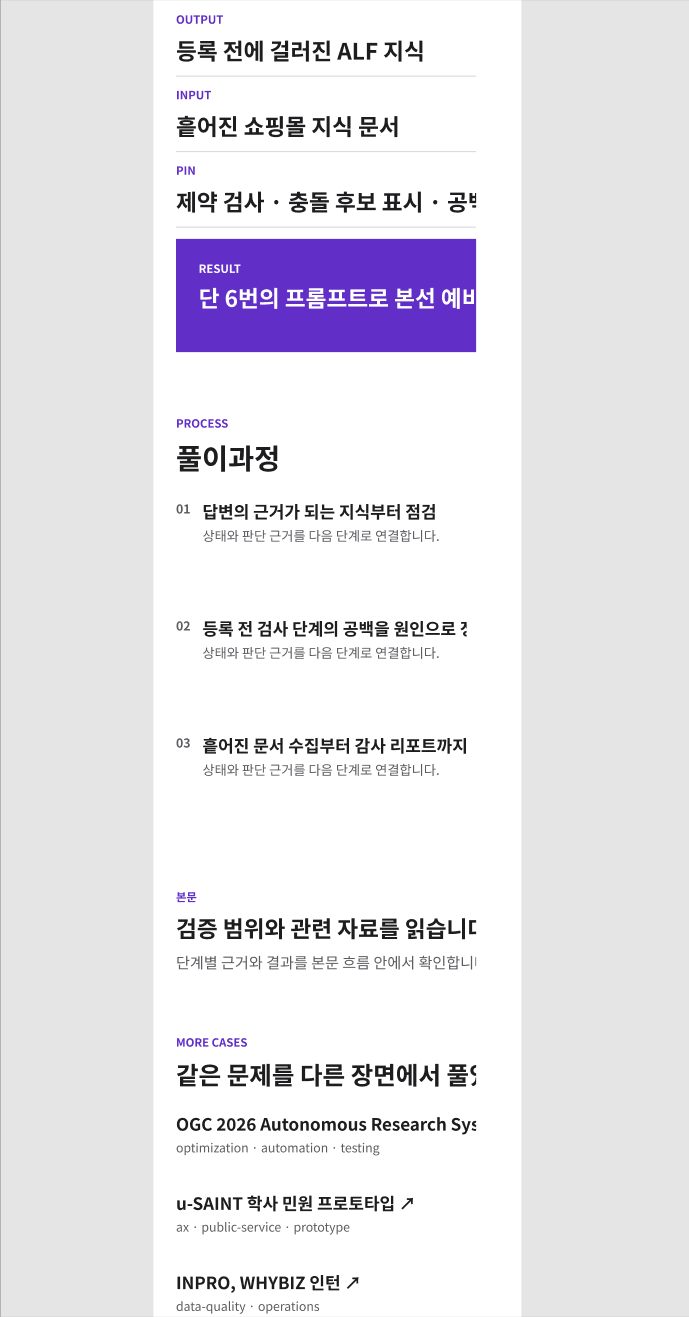 OUTPUT
등록 전에 걸러진 ALF 지식
INPUT
흩어진 쇼핑몰 지식 문서
PIN
제약 검사 · 충돌 후보 표시 ·
RESULT
단 6번의 프롬프트로 본선
PROCESS
풀이과정
01
답변의 근거가 되는 지식부터 점검
상태와 판단 근거를 다음 단계로 연결합니다.
02
등록 전 검사 단계의 공백을 원인으로
상태와 판단 근거를 다음 단계로 연결합니다.
03
흩어진 문서 수집부터 감사 리포트까지
상태와 판단 근거를 다음 단계로 연결합니다.
본문
검증 범위와 관련 자료를
단계별 근거와 결과를 본문 흐름 안에서
MORE CASES
같은 문제를 다른 장면에서
OGC 2026 Autonomous Research Sys
optimization · automation · testing
u-SAINT 학사 민원 프로토타입 ↗
ax · public-service · prototype
INPRO, WHYBIZ 인턴 ↗
data-quality · operations